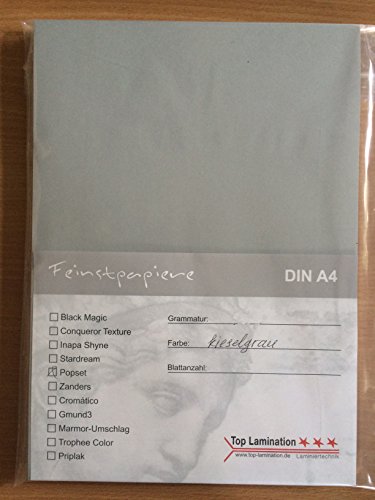 Feinstpapiere
DIN A4
Black Magic
Conqueror Texture
Inapa Shyne
Stardream
Popset
Zanders
Cromático
Gmund3
Marmor-Umschlag
Trophee Color
Priplak
Grammatur:
Farbe: kieselgrau
Blattanzahl:
Top Lamination
www.top-lamination.de Laminiertechnik